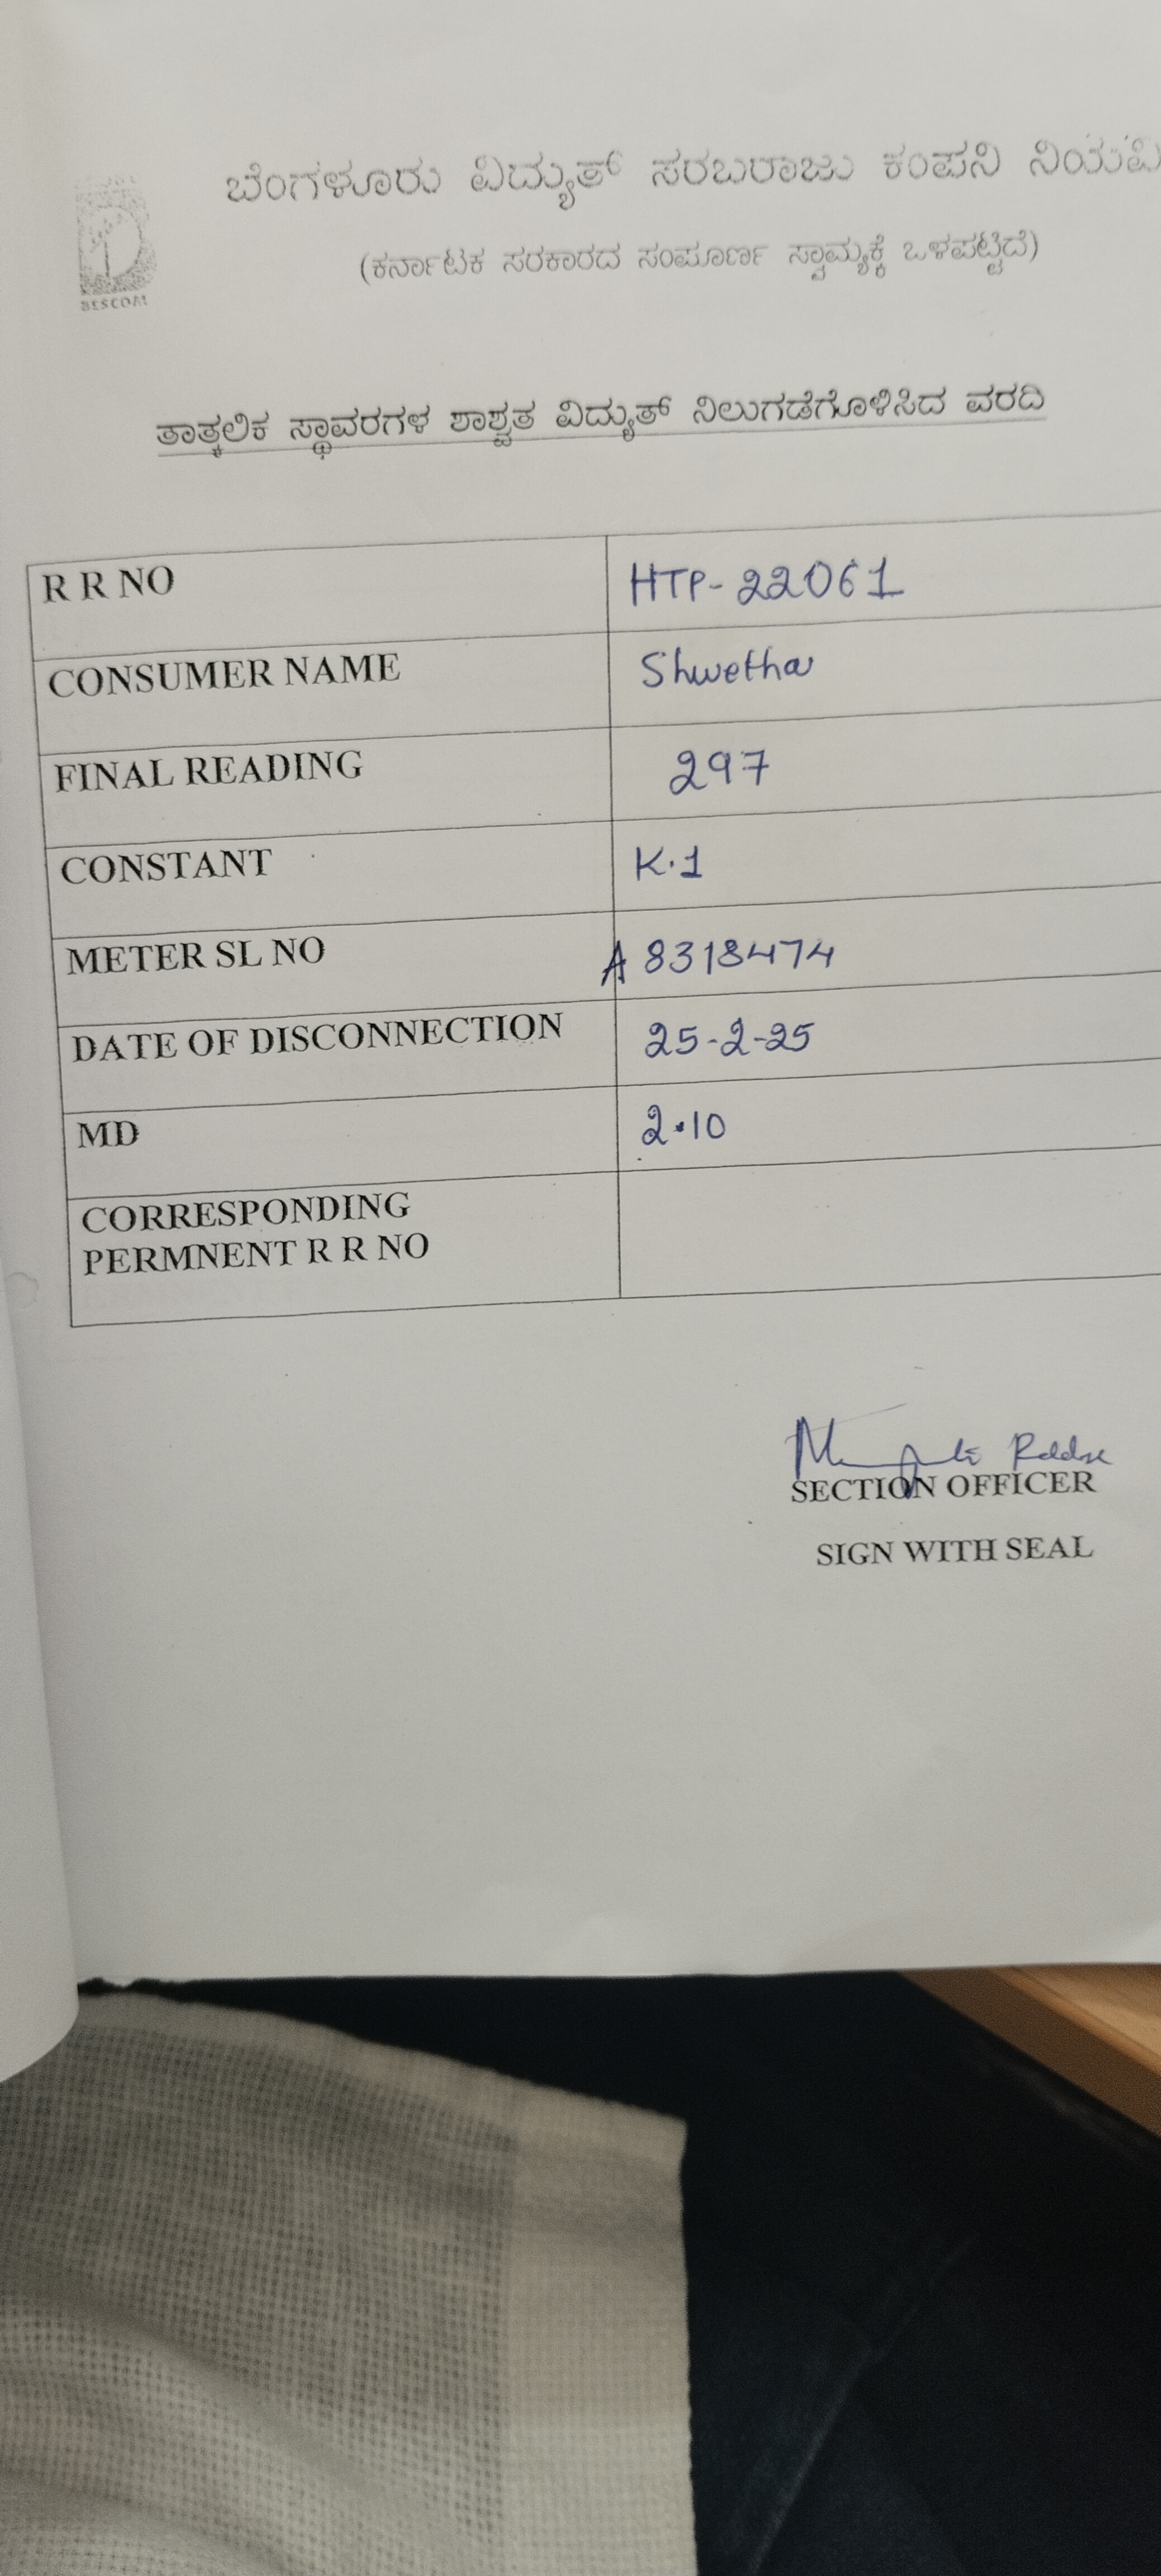 ಬೆಂಗಳೂರು ವಿದ್ಯುತ್ ಸರಬರಾಜು ಕಂಪನಿ
BESCOM
(ಕರ್ನಾಟಕ ಸರಕಾರದ ಸಂಪೂರ್ಣ ಸ್ವಾಮ್ಯಕ್ಕೆ ಒಳಪಟ್ಟಿದೆ)
ತಾತ್ಕಲಿಕ ಸ್ಥಾವರಗಳ ಶಾಶ್ವತ ವಿದ್ಯುತ್ ನಿಲುಗಡೆಗೊಳಿಸಿದ ವರದಿ
R R NO HTP-22061
CONSUMER NAME Shwetha
FINAL READING 297
CONSTANT K.1
METER SL NO A 8318474
DATE OF DISCONNECTION 25-2-25
MD 2.10
CORRESPONDING
PERMNENT R R NO
SECTION OFFICER
SIGN WITH SEAL